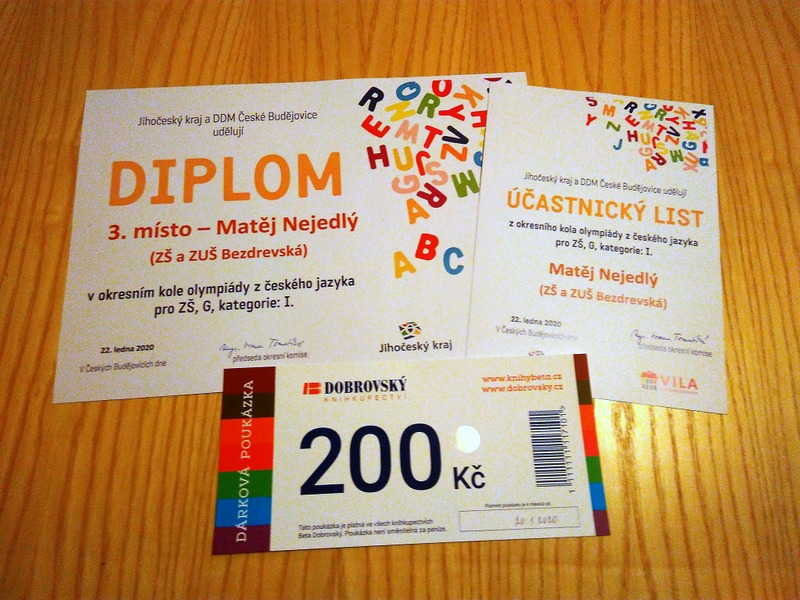 Jihočeský kraj a DDM České Budějovice
udělují
DIPLOM
3. místo – Matěj Nejedlý
(ZŠ a ZUŠ Bezdrevská)
v okresním kole olympiády z českého jazyka
pro ZŠ, G, kategorie: I.
22. ledna 2020
V Českých Budějovicích dne
předseda okresní komise
Jihočeský kraj
A B C
Jihočeský kraj a DDM České Budějovice udělují
ÚČASTNICKÝ LIST
z okresního kola olympiády z českého jazyka
pro ZŠ, G, kategorie: I.
Matěj Nejedlý
(ZŠ a ZUŠ Bezdrevská)
22. ledna 2020
V Českých Budějovicích dne
předseda okresní komise
VILA
DÁRKOVÁ POUKÁZKA
DOBROVSKÝ
KNIHKUPECTVÍ
www.knihybeta.cz
www.dobrovsky.cz
200 Kč
Tato poukázka je platná ve všech knihkupectvích
Beta Dobrovský. Poukázka není směnitelná za peníze.